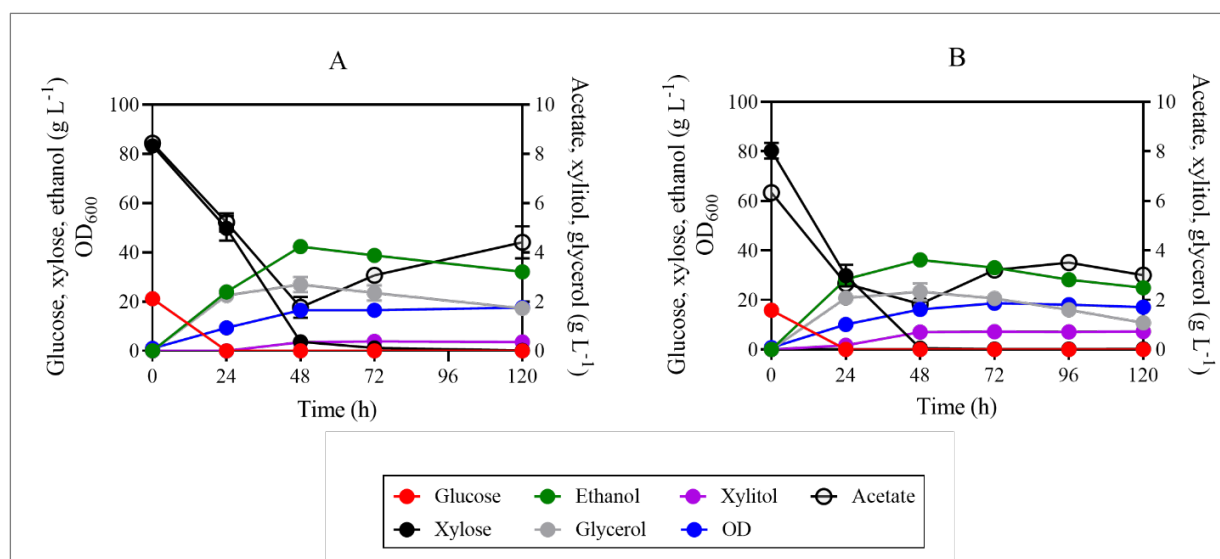 A
Glucose, xylose, ethanol (g L⁻¹)
OD₆₀₀
100
80
60
40
20
0
10
8
6
4
2
0
Acetate, xylitol, glycerol (g L⁻¹)
0 24 48 72 96 120
Time (h)
B
Glucose, xylose, ethanol (g L⁻¹)
OD₆₀₀
100
80
60
40
20
0
10
8
6
4
2
0
Acetate, xylitol, glycerol (g L⁻¹)
0 24 48 72 96 120
Time (h)
Glucose Ethanol Xylitol Acetate
Xylose Glycerol OD